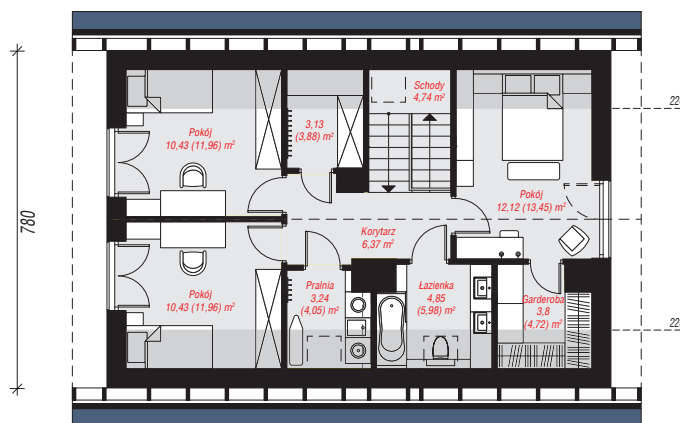 Schody
4,74 m²
22
3,13
(3,88) m²
Pokój
10,43 (11,96) m²
Pokój
12,12 (13,45) m²
780
Korytarz
6,37 m²
Pokój
10,43 (11,96) m²
Pralnia
3,24
(4,05) m²
Łazienka
4,85
(5,98) m²
Garderoba
3,8
(4,72) m²
22